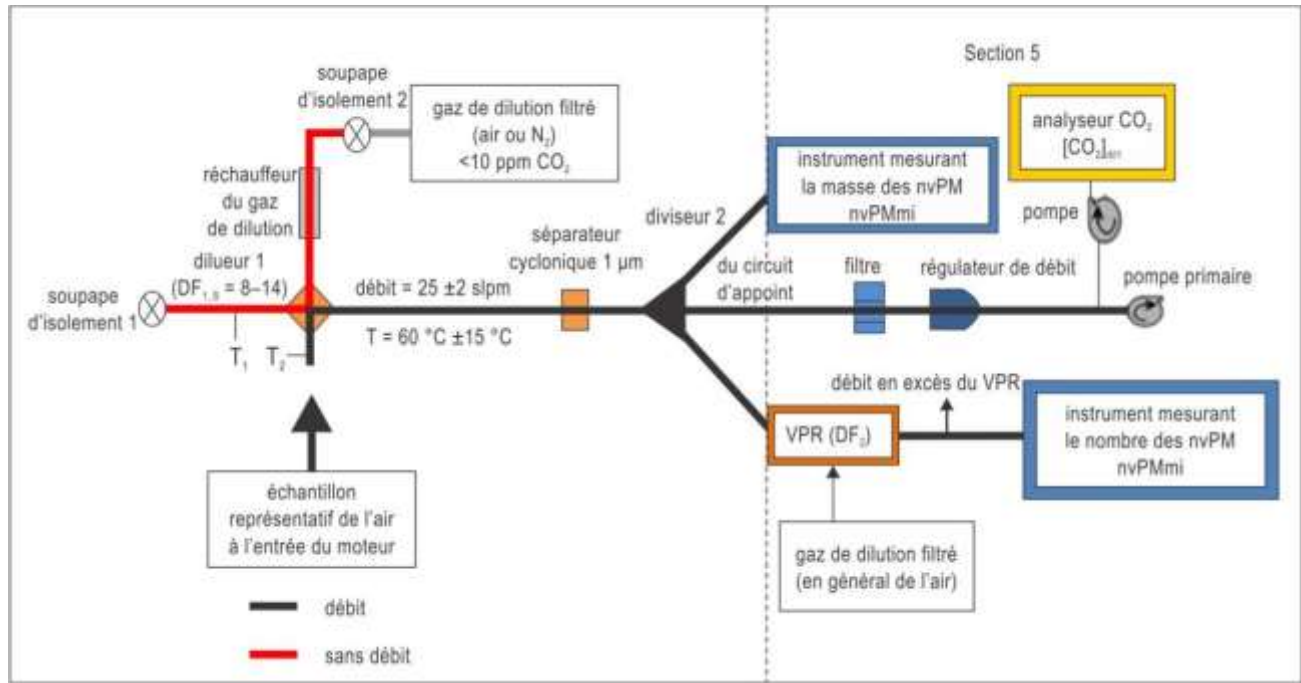 Section 5
soupape
d'isolement 2
gaz de dilution filtré
(air ou N₂)
<10 ppm CO₂
analyseur CO₂
instrument mesurant
la masse des nvPM
nvPMmi
réchauffeur
du gaz
de dilution
diviseur 2
pompe
séparateur
cyclonique 1 µm
dilueur 1
(DF₁_S = 8–14)
soupape
d'isolement 1
débit = 25 ±2 slpm
du circuit
d'appoint
filtre
régulateur de débit
pompe primaire
T₁
T₂
T = 60 °C ±15 °C
débit en excès du VPR
VPR (DF₂)
instrument mesurant
le nombre des nvPM
nvPMmi
échantillon
représentatif de l'air
à l'entrée du moteur
gaz de dilution filtré
(en général de l'air)
débit
sans débit